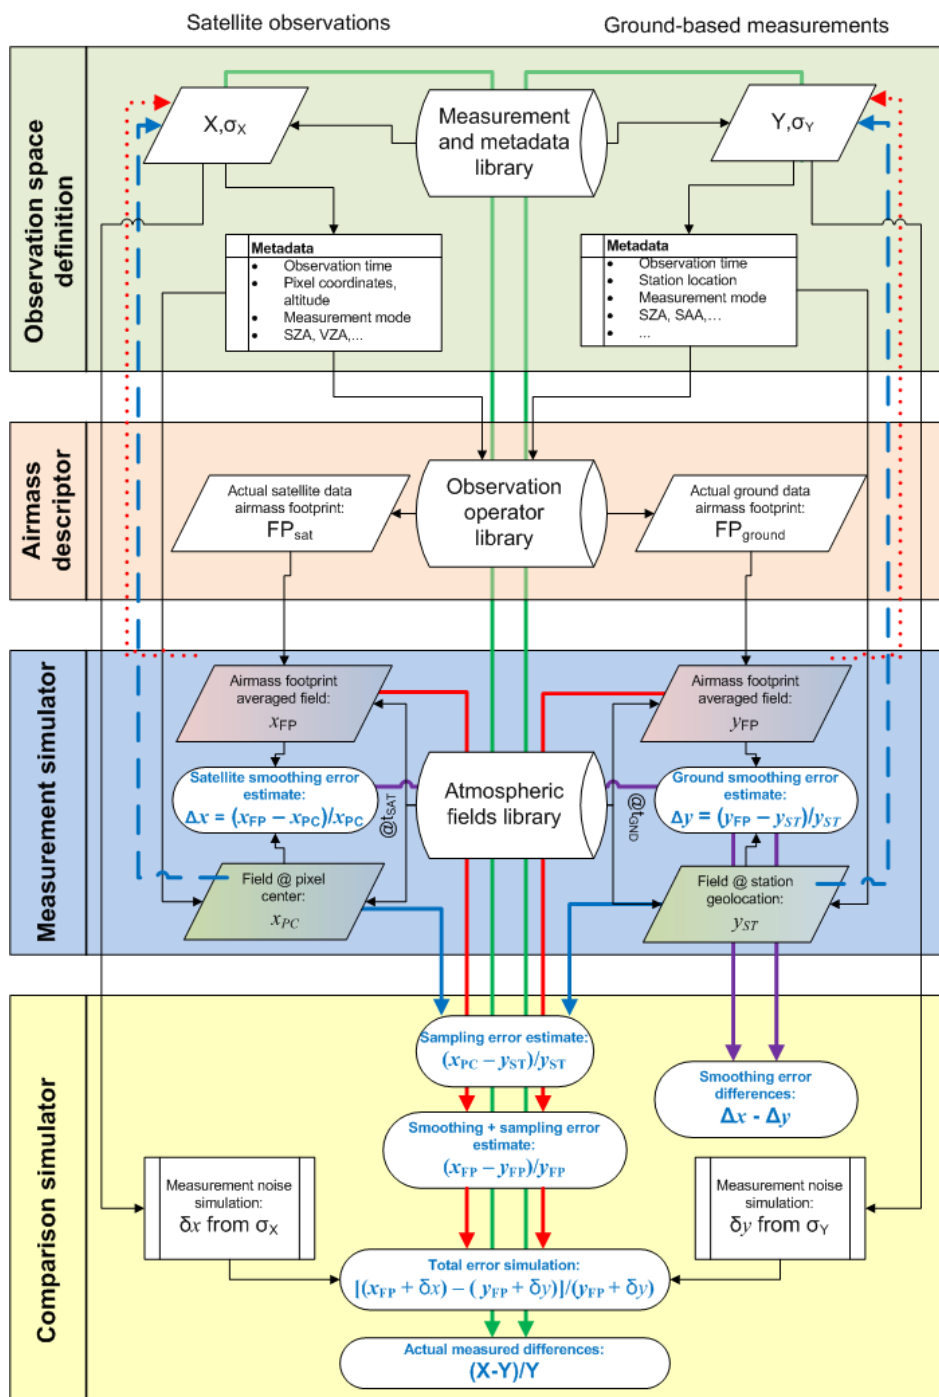 Satellite observations
Ground-based measurements
Observation space
definition
X,σX
Measurement
and metadata
library
Y,σY
Metadata
• Observation time
• Pixel coordinates,
altitude
• Measurement mode
• SZA, VZA,...
Metadata
• Observation time
• Station location
• Measurement mode
• SZA, SAA,...
• ...
Airmass
descriptor
Actual satellite data
airmass footprint:
FPsat
Observation
operator
library
Actual ground data
airmass footprint:
FPground
Measurement simulator
Airmass footprint
averaged field:
xFP
Airmass footprint
averaged field:
yFP
Satellite smoothing error
estimate:
Δx = (xFP – xPC)/xPC
@tSAT
Atmospheric
fields library
@tGND
Ground smoothing error
estimate:
Δy = (yFP – yST)/yST
Field @ pixel
center:
xPC
Field @ station
geolocation:
yST
Comparison simulator
Sampling error estimate:
(xPC – yST)/yST
Smoothing error
differences:
Δx - Δy
Smoothing + sampling error
estimate:
(xFP – yFP)/yFP
Measurement noise
simulation:
δx from σX
Measurement noise
simulation:
δy from σY
Total error simulation:
[(xFP + δx) – ( yFP + δy)]/(yFP + δy)
Actual measured differences:
(X-Y)/Y